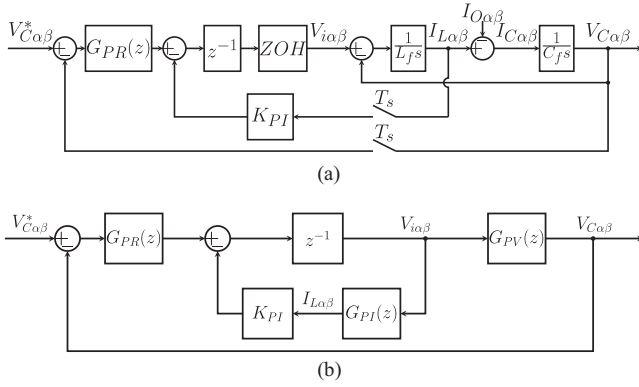 V*Cαβ GPR(z) z⁻¹ ZOH Viαβ 1/Lfs ILαβ IOαβ ICαβ 1/Cfs VCαβ
KPI Ts
Ts
(a)
V*Cαβ GPR(z) z⁻¹ Viαβ GPV(z) VCαβ
KPI ILαβ GPI(z)
(b)